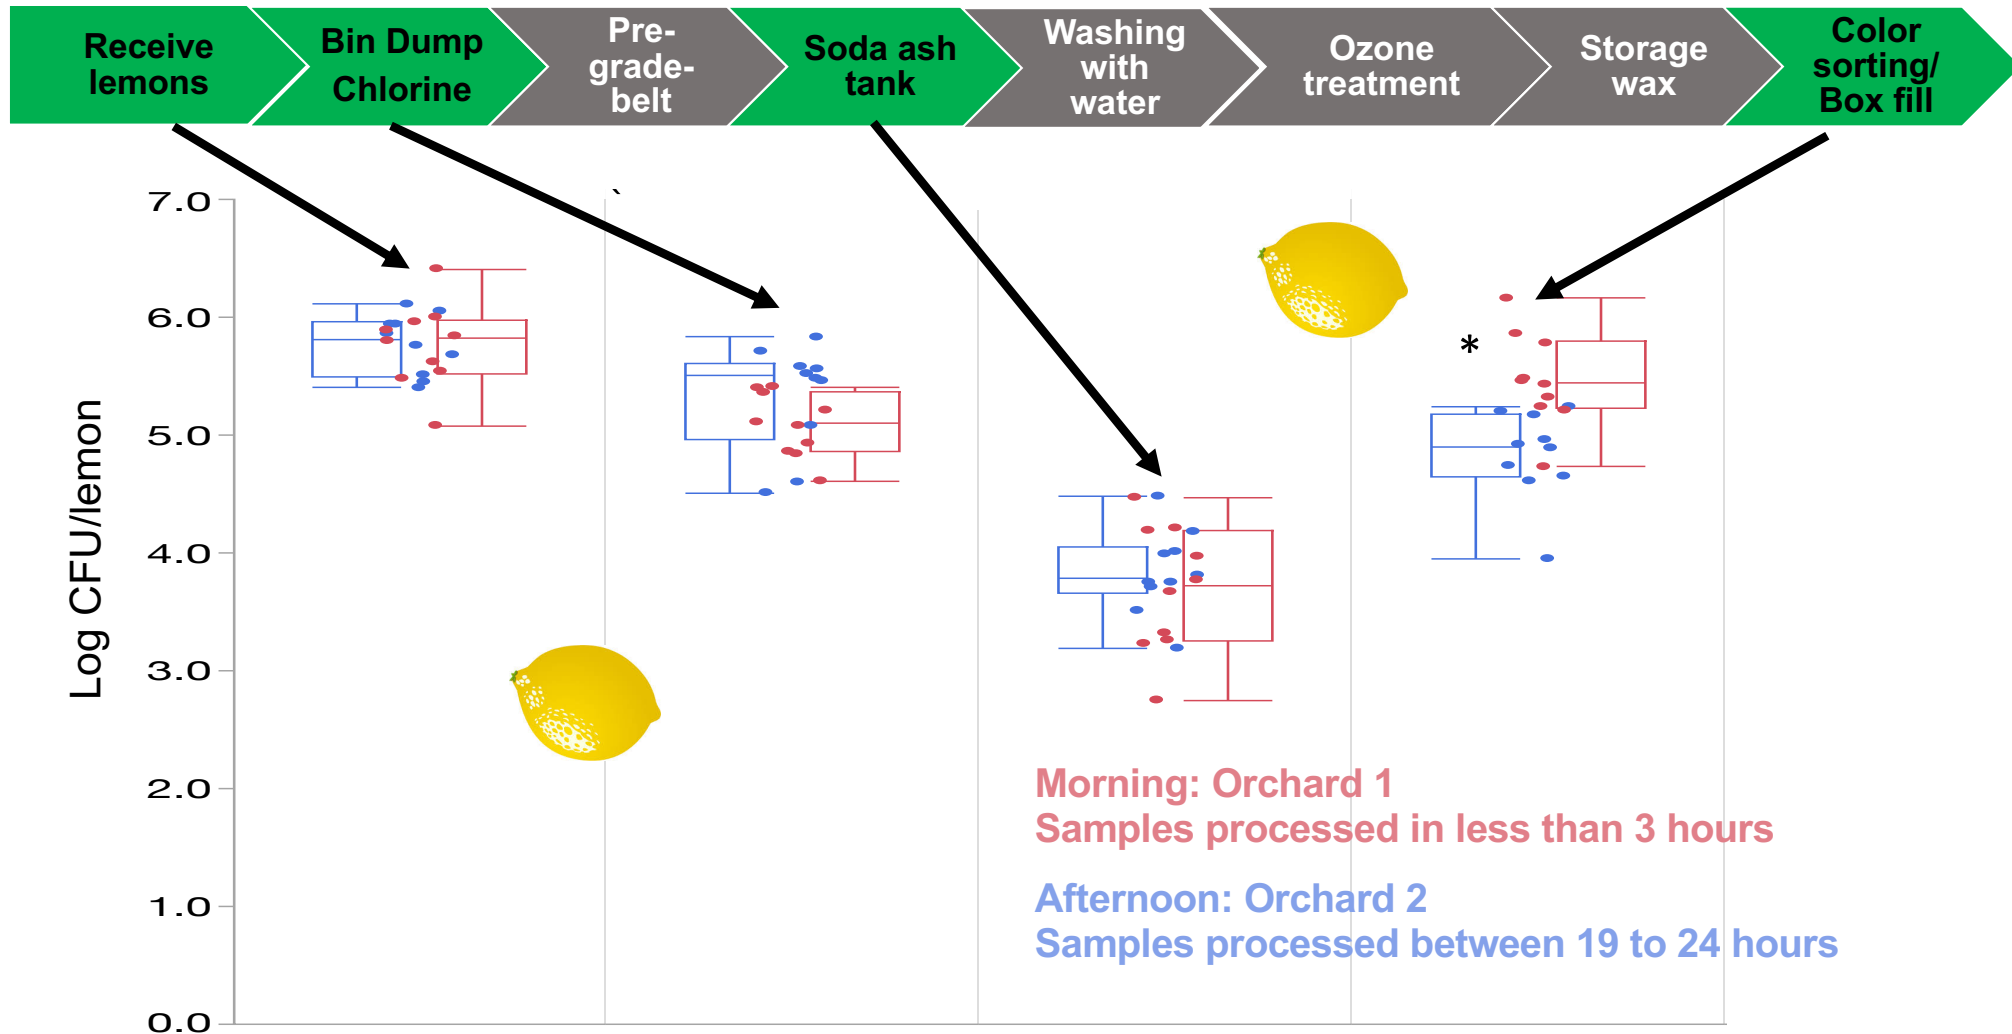 Receive
lemons
Bin Dump
Chlorine
Pre-
grade-
belt
Soda ash
tank
Washing
with
water
Ozone
treatment
Storage
wax
Color
sorting/
Box fill
`
7.0
6.0
5.0
4.0
3.0
2.0
1.0
0.0
Log CFU/lemon
*
Morning: Orchard 1
Samples processed in less than 3 hours
Afternoon: Orchard 2
Samples processed between 19 to 24 hours